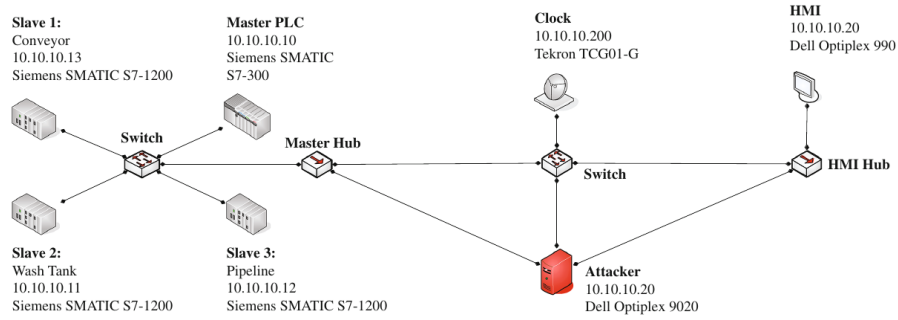 Slave 1:
Conveyor
10.10.10.13
Siemens SMATIC S7-1200
Master PLC
10.10.10.10
Siemens SMATIC
S7-300
Clock
10.10.10.200
Tekron TCG01-G
HMI
10.10.10.20
Dell Optiplex 990
Switch
Master Hub
Switch
HMI Hub
Slave 2:
Wash Tank
10.10.10.11
Siemens SMATIC S7-1200
Slave 3:
Pipeline
10.10.10.12
Siemens SMATIC S7-1200
Attacker
10.10.10.20
Dell Optiplex 9020